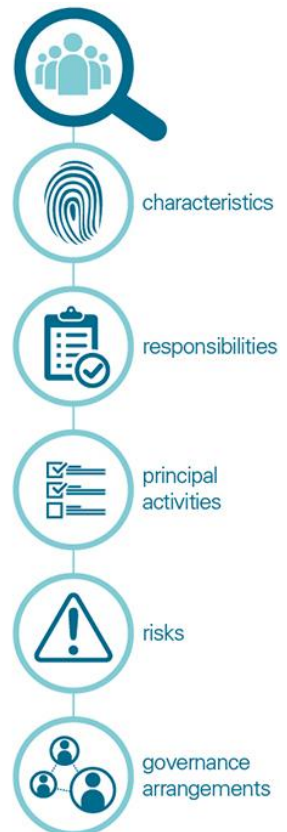 characteristics
responsibilities
principal
activities
risks
governance
arrangements